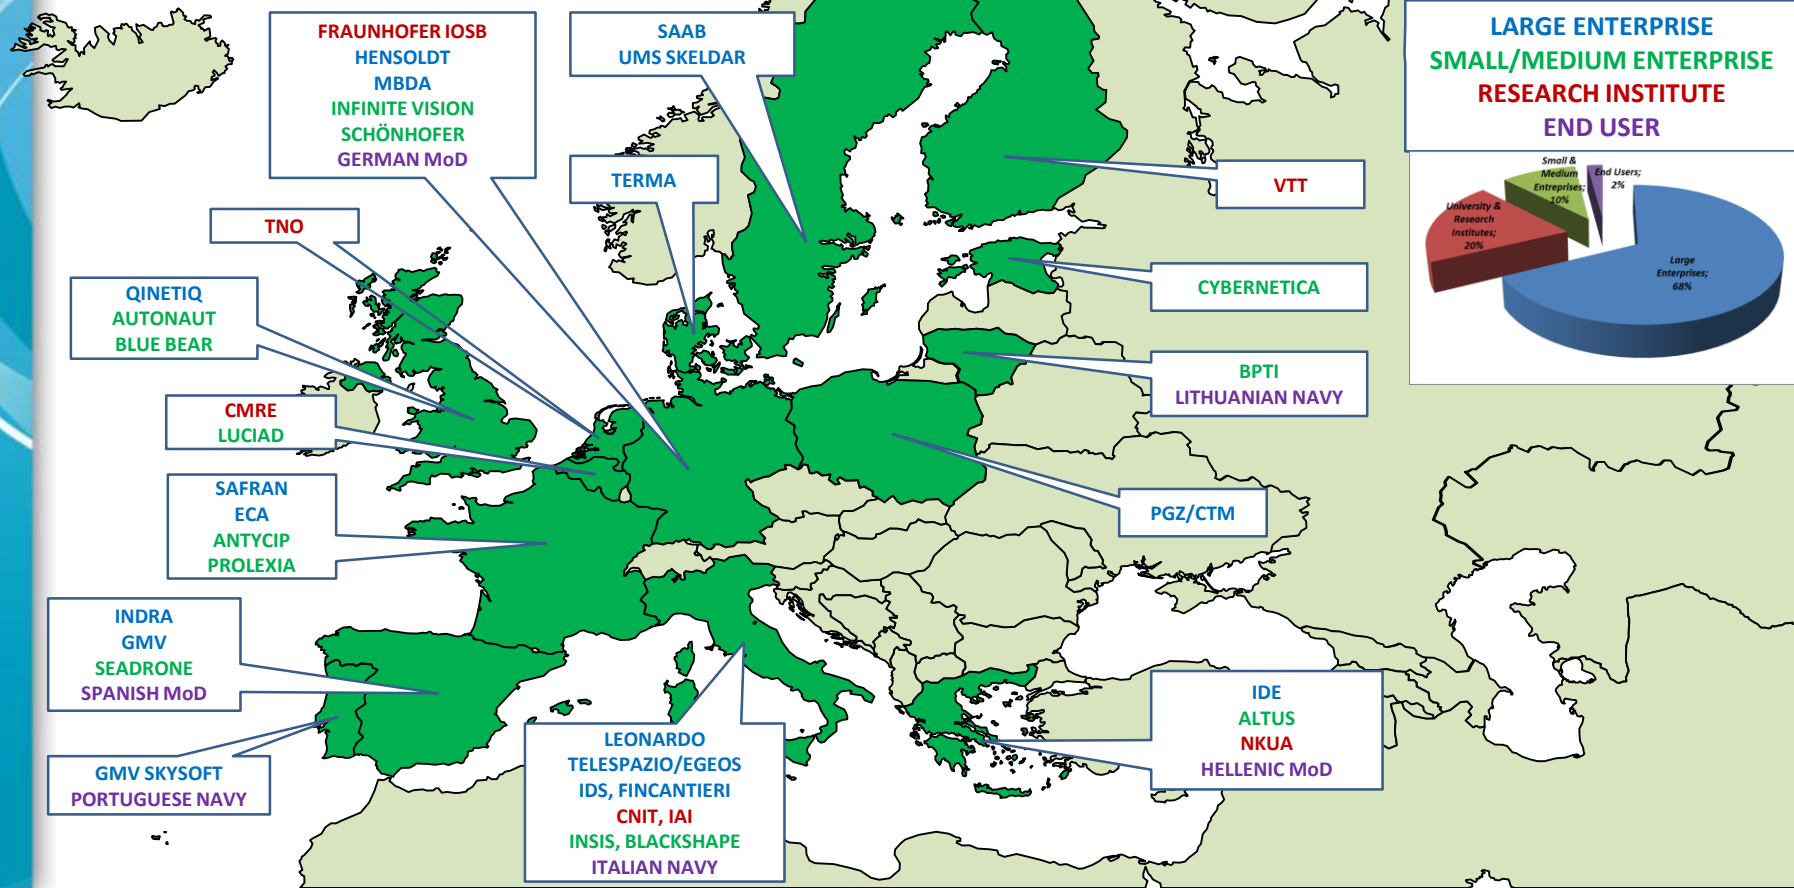 FRAUNHOFER IOSB
HENSOLDT
MBDA
INFINITE VISION
SCHÖNHOFER
GERMAN MoD
SAAB
UMS SKELDAR
LARGE ENTERPRISE
SMALL/MEDIUM ENTERPRISE
RESEARCH INSTITUTE
END USER
Small &
Medium
Entreprises;
10%
End Users;
2%
University &
Research
Institutes;
20%
Large
Enterprises;
68%
TERMA
VTT
TNO
QINETIQ
AUTONAUT
BLUE BEAR
CYBERNETICA
BPTI
LITHUANIAN NAVY
CMRE
LUCIAD
SAFRAN
ECA
ANTYCIP
PROLEXIA
PGZ/CTM
INDRA
GMV
SEADRONE
SPANISH MoD
GMV SKYSOFT
PORTUGUESE NAVY
LEONARDO
TELESPAZIO/EGEOS
IDS, FINCANTIERI
CNIT, IAI
INSIS, BLACKSHAPE
ITALIAN NAVY
IDE
ALTUS
NKUA
HELLENIC MoD